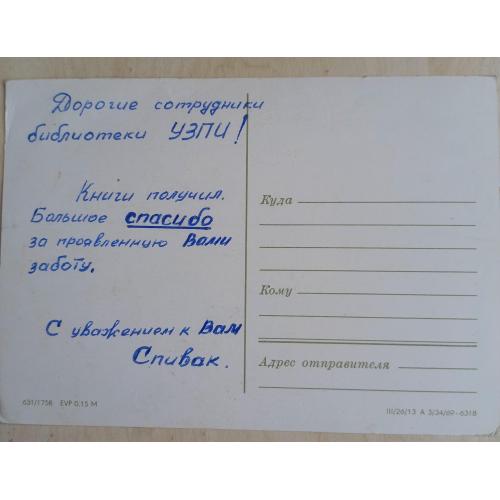 Дорогие сотрудники
библиотеки УЗПИ!
Книги получил.
Большое спасибо
за проявленную Вами
заботу.
С уважением к Вам
Спивак.
Куда
Кому
Адрес отправителя
631/1758 EVP 0,15 M
III/26/13 A 3/34/69-6318